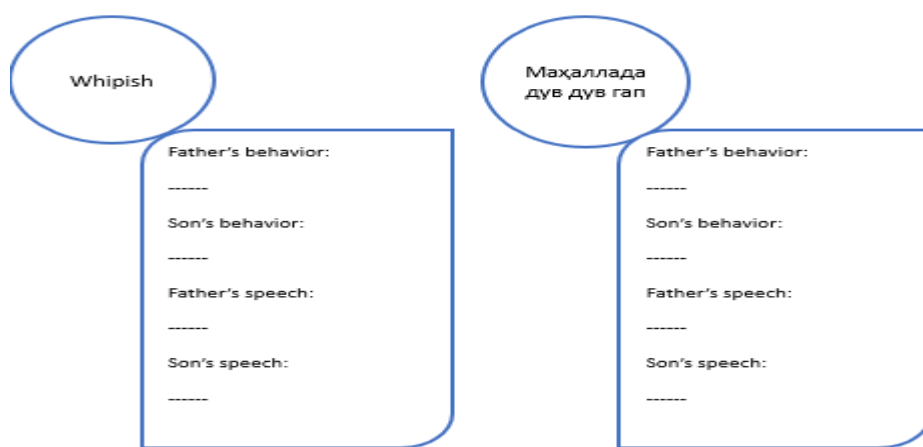 Whipish
Father's behavior:
------
Son's behavior:
------
Father's speech:
------
Son's speech:
------
Маҳаллада
дув дув гап
Father's behavior:
------
Son's behavior:
------
Father's speech:
------
Son's speech:
------